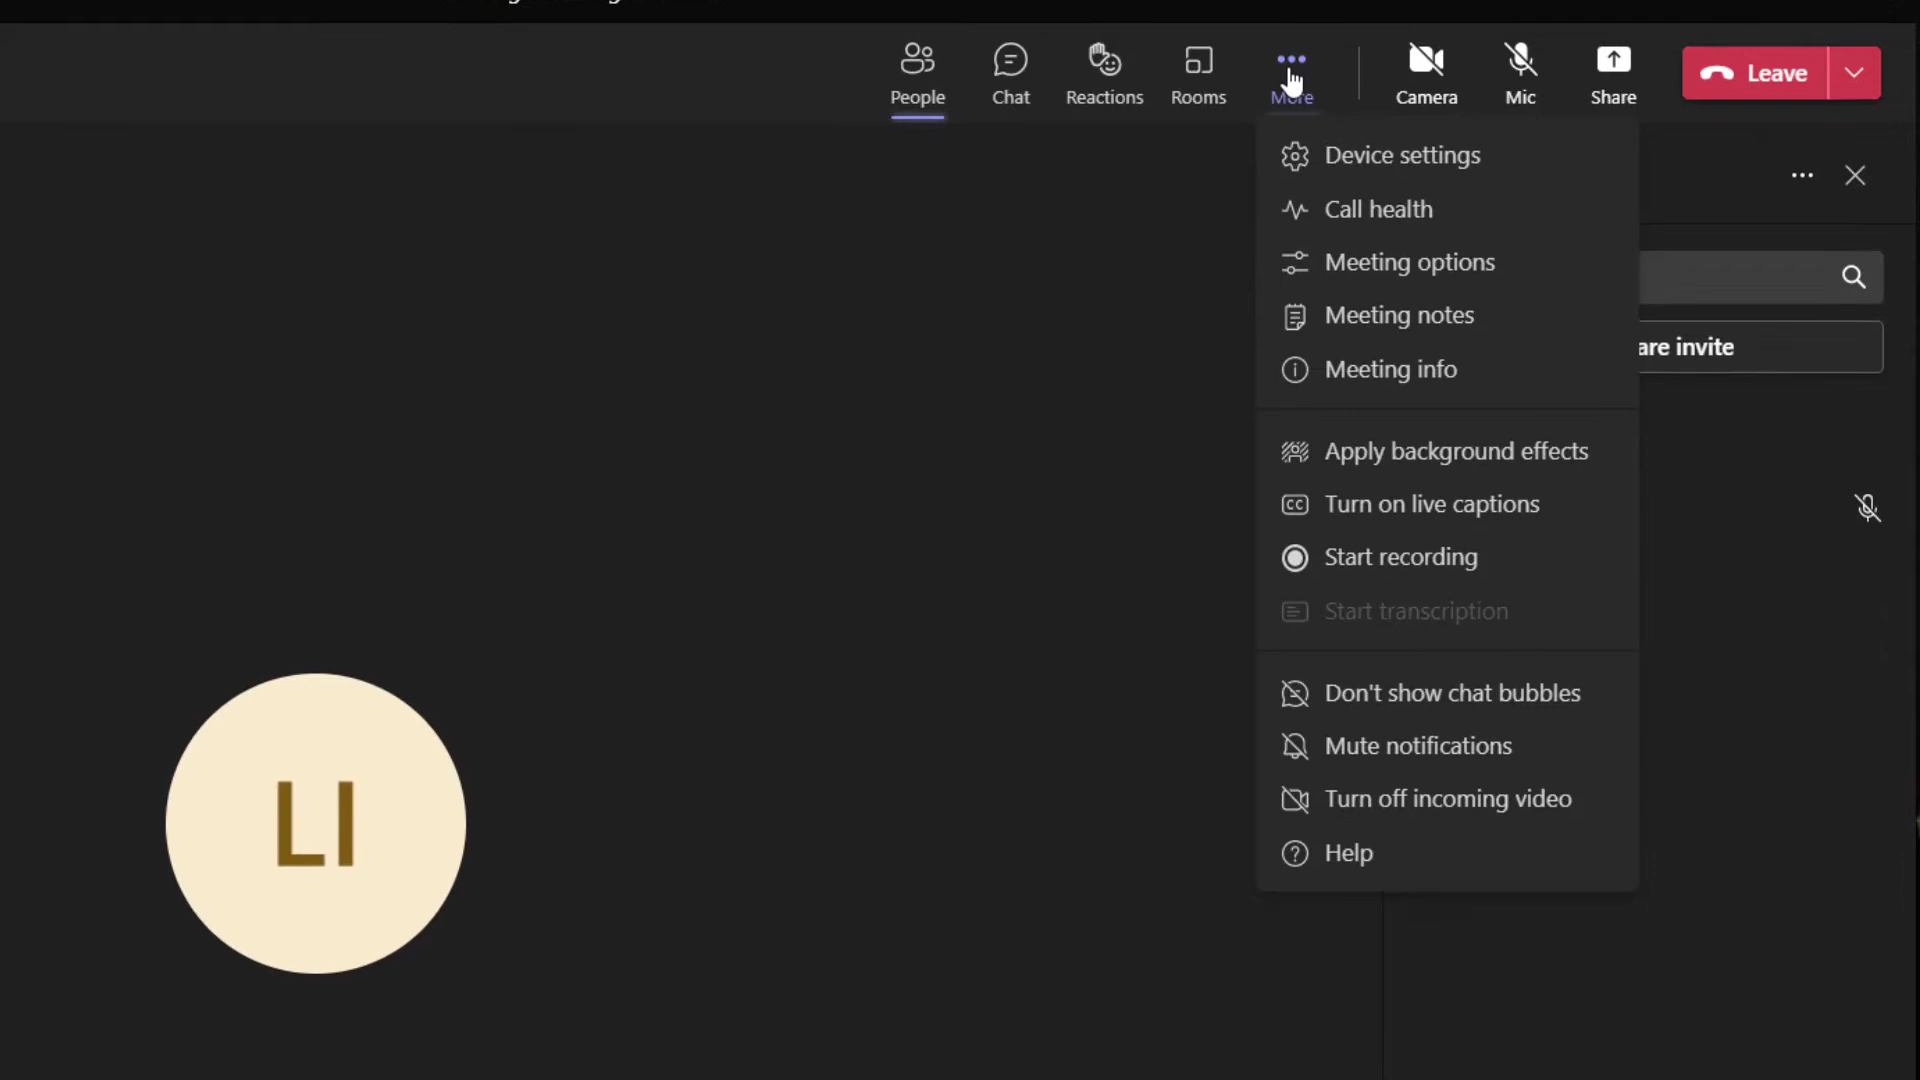 People
Chat
Reactions
Rooms
More
Camera
Mic
Share
Leave
Device settings
Call health
Meeting options
Meeting notes
Meeting info
are invite
Apply background effects
CC
Turn on live captions
Start recording
Start transcription
Don't show chat bubbles
Mute notifications
Turn off incoming video
Help
LI